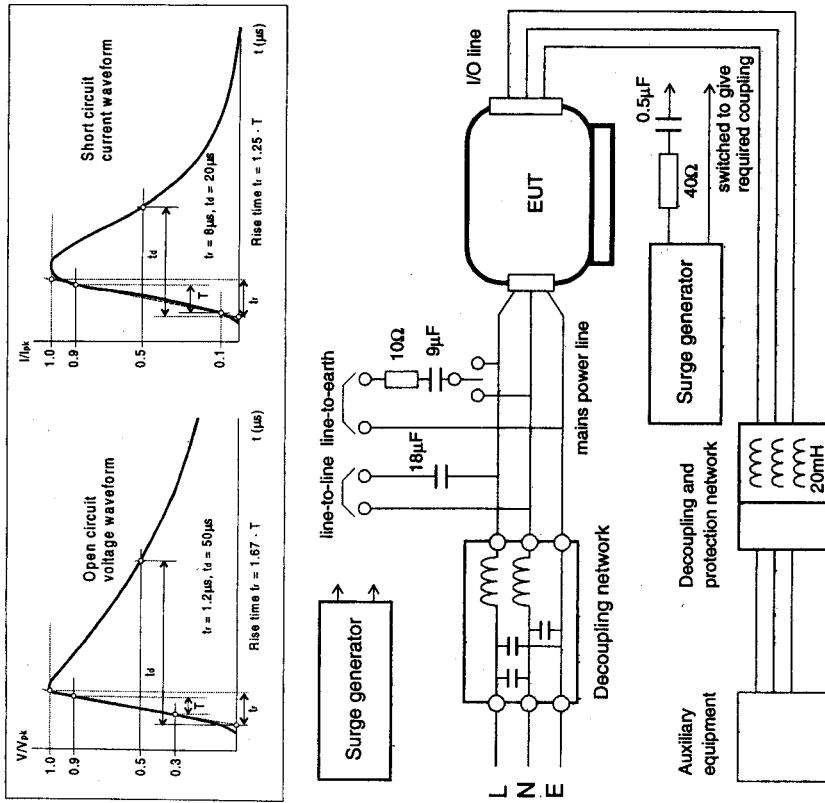 V/Vpk
1.0
0.9
0.5
0.3
Open circuit
voltage waveform
tr = 1.2µs, td = 50µs
td
T
tr
t (µs)
Rise time tr = 1.67 · T
I/Ipk
1.0
0.9
0.5
0.1
Short circuit
current waveform
tr = 8µs, td = 20µs
td
T
tr
t (µs)
Rise time tr = 1.25 · T
Surge generator
line-to-line
line-to-earth
18µF
10Ω
9µF
L
N
E
Decoupling network
mains power line
EUT
I/O line
Surge generator
40Ω
0.5µF
switched to give
required coupling
Auxiliary
equipment
Decoupling and
protection network
20mH